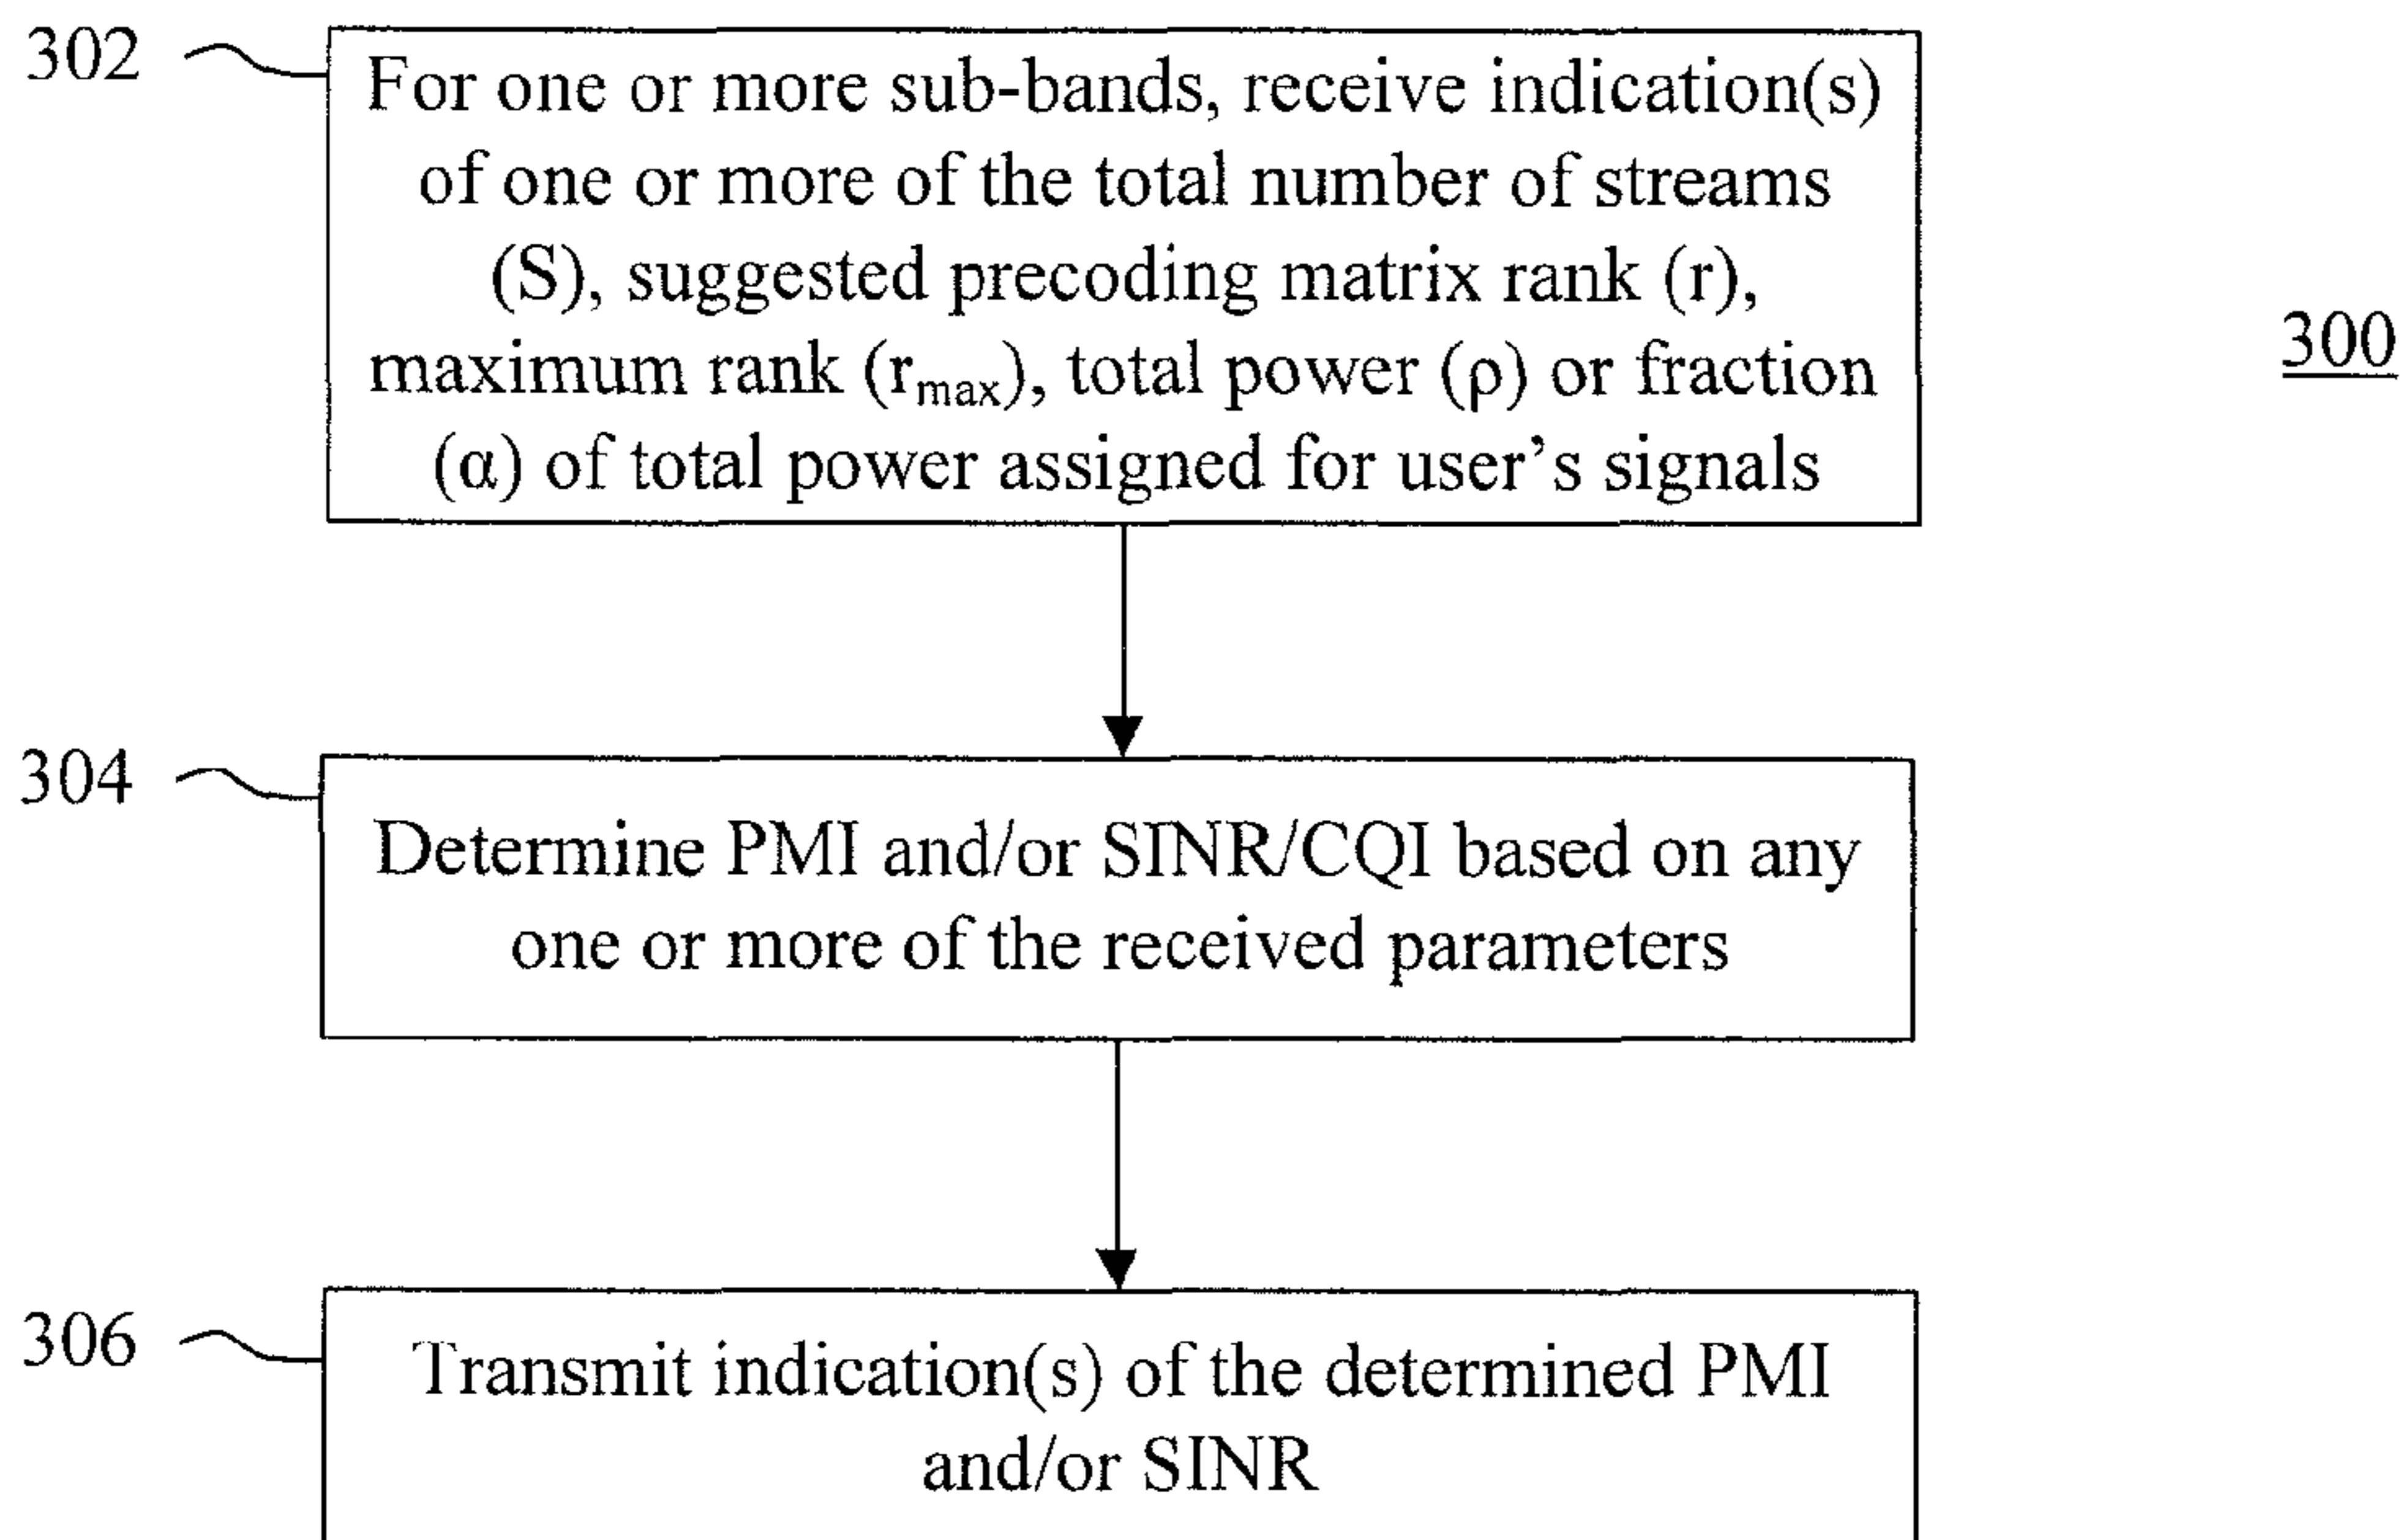 302
For one or more sub-bands, receive indication(s)
of one or more of the total number of streams
(S), suggested precoding matrix rank (r),
maximum rank (rmax), total power (ρ) or fraction
(α) of total power assigned for user's signals
300
304
Determine PMI and/or SINR/CQI based on any
one or more of the received parameters
306
Transmit indication(s) of the determined PMI
and/or SINR